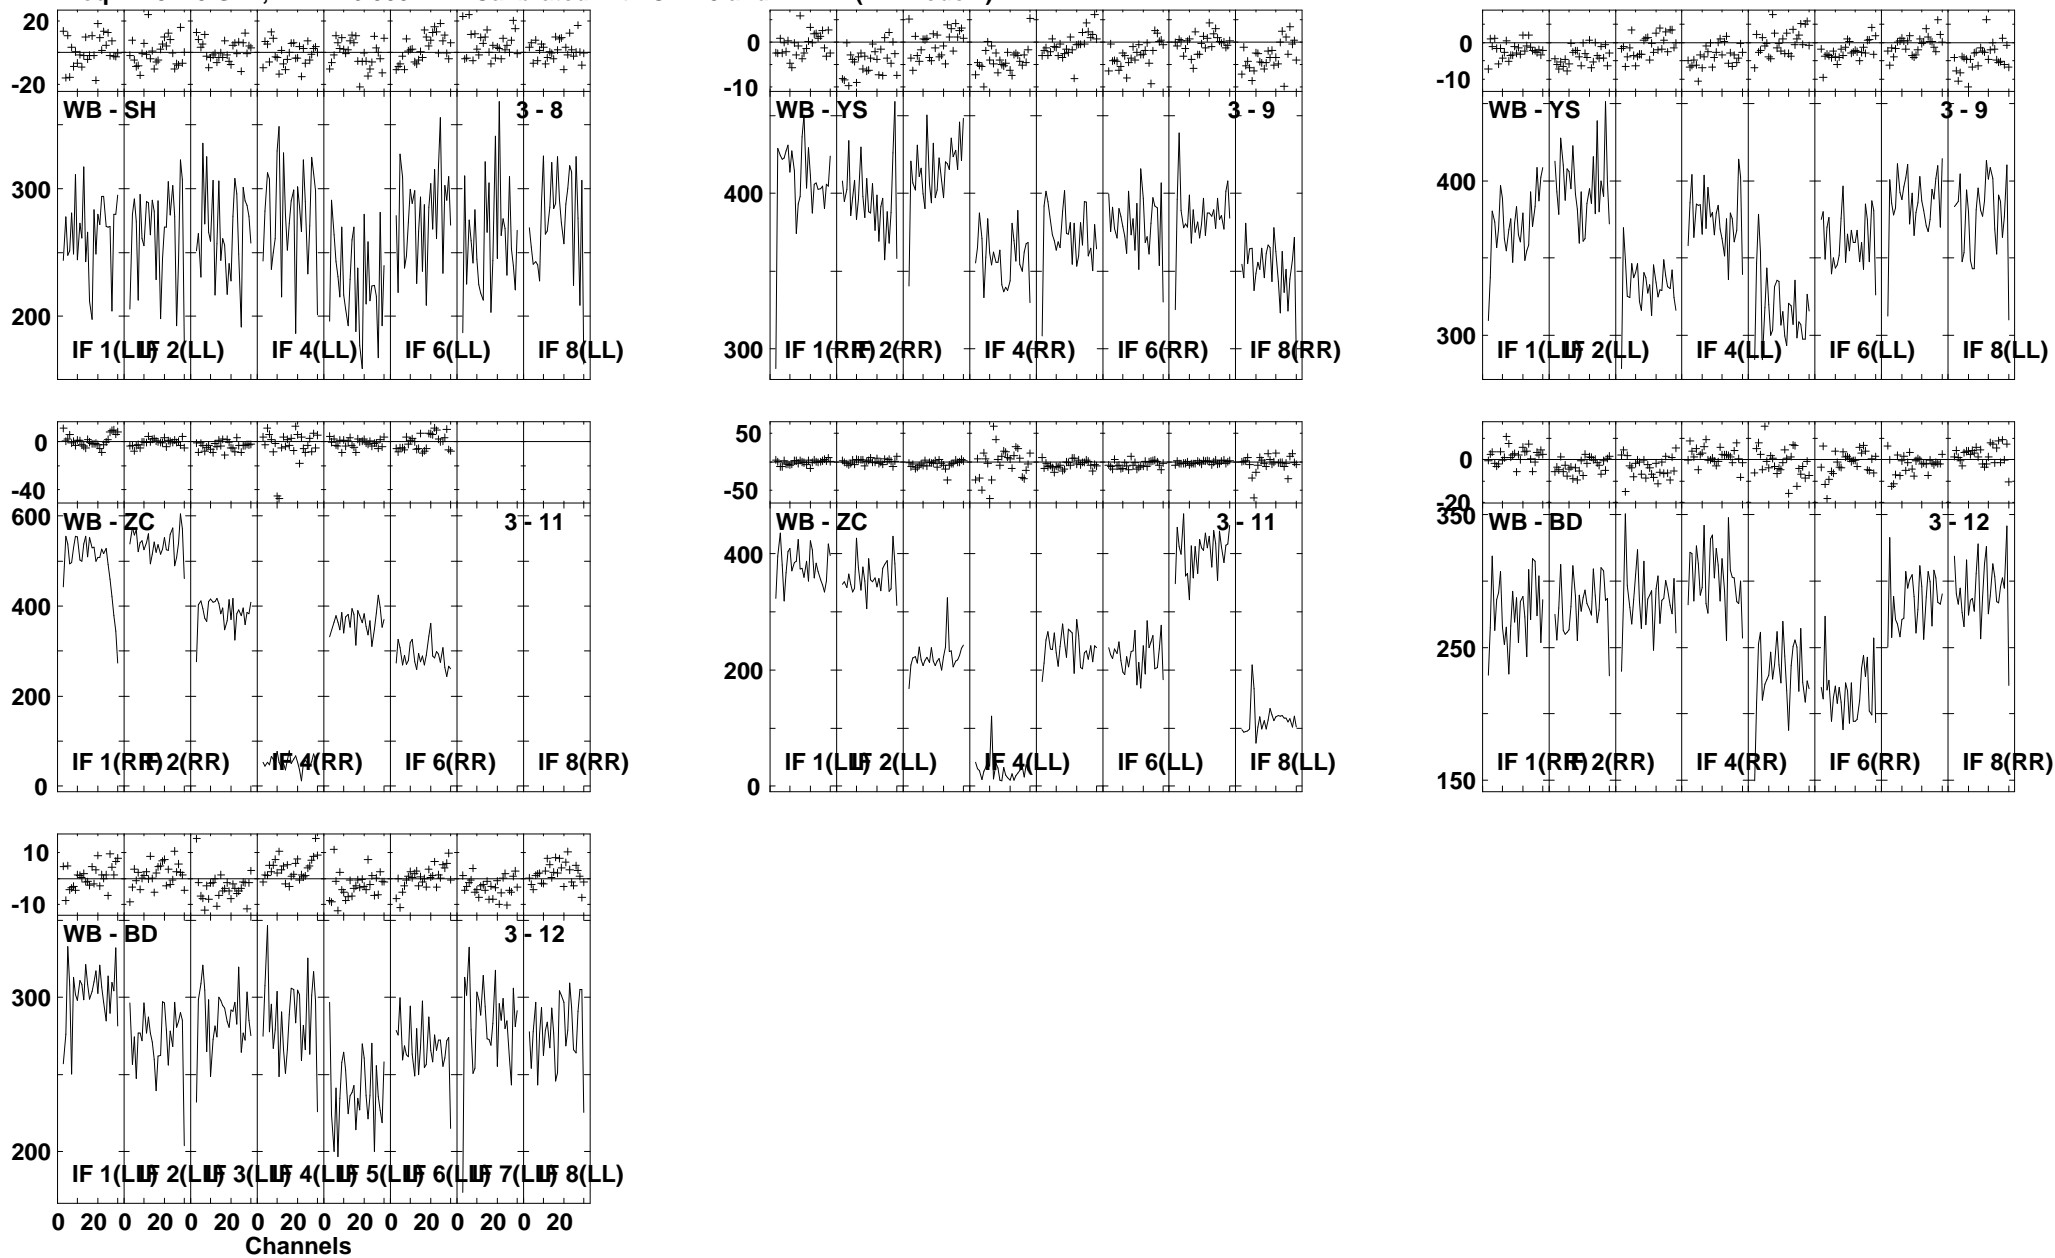 20
0
-20
WB - SH
3 - 8
300
200
IF 1(LL) IF 2(LL) IF 4(LL) IF 6(LL) IF 8(LL)
0
-10
WB - YS
3 - 9
400
300
IF 1(RR) IF 2(RR) IF 4(RR) IF 6(RR) IF 8(RR)
0
-10
WB - YS
3 - 9
400
300
IF 1(LL) IF 2(LL) IF 4(LL) IF 6(LL) IF 8(LL)
0
-40
600
WB - ZC
3 - 11
400
200
0
IF 1(RR) IF 2(RR) IF 4(RR) IF 6(RR) IF 8(RR)
50
0
-50
WB - ZC
3 - 11
400
200
0
IF 1(LL) IF 2(LL) IF 4(LL) IF 6(LL) IF 8(LL)
0
-20
350
WB - BD
3 - 12
250
150
IF 1(RR) IF 2(RR) IF 4(RR) IF 6(RR) IF 8(RR)
10
0
-10
WB - BD
3 - 12
300
200
IF 1(LL) IF 2(LL) IF 3(LL) IF 4(LL) IF 5(LL) IF 6(LL) IF 7(LL) IF 8(LL)
0 20 0 20 0 20 0 20 0 20 0 20 0 20 0 20
Channels